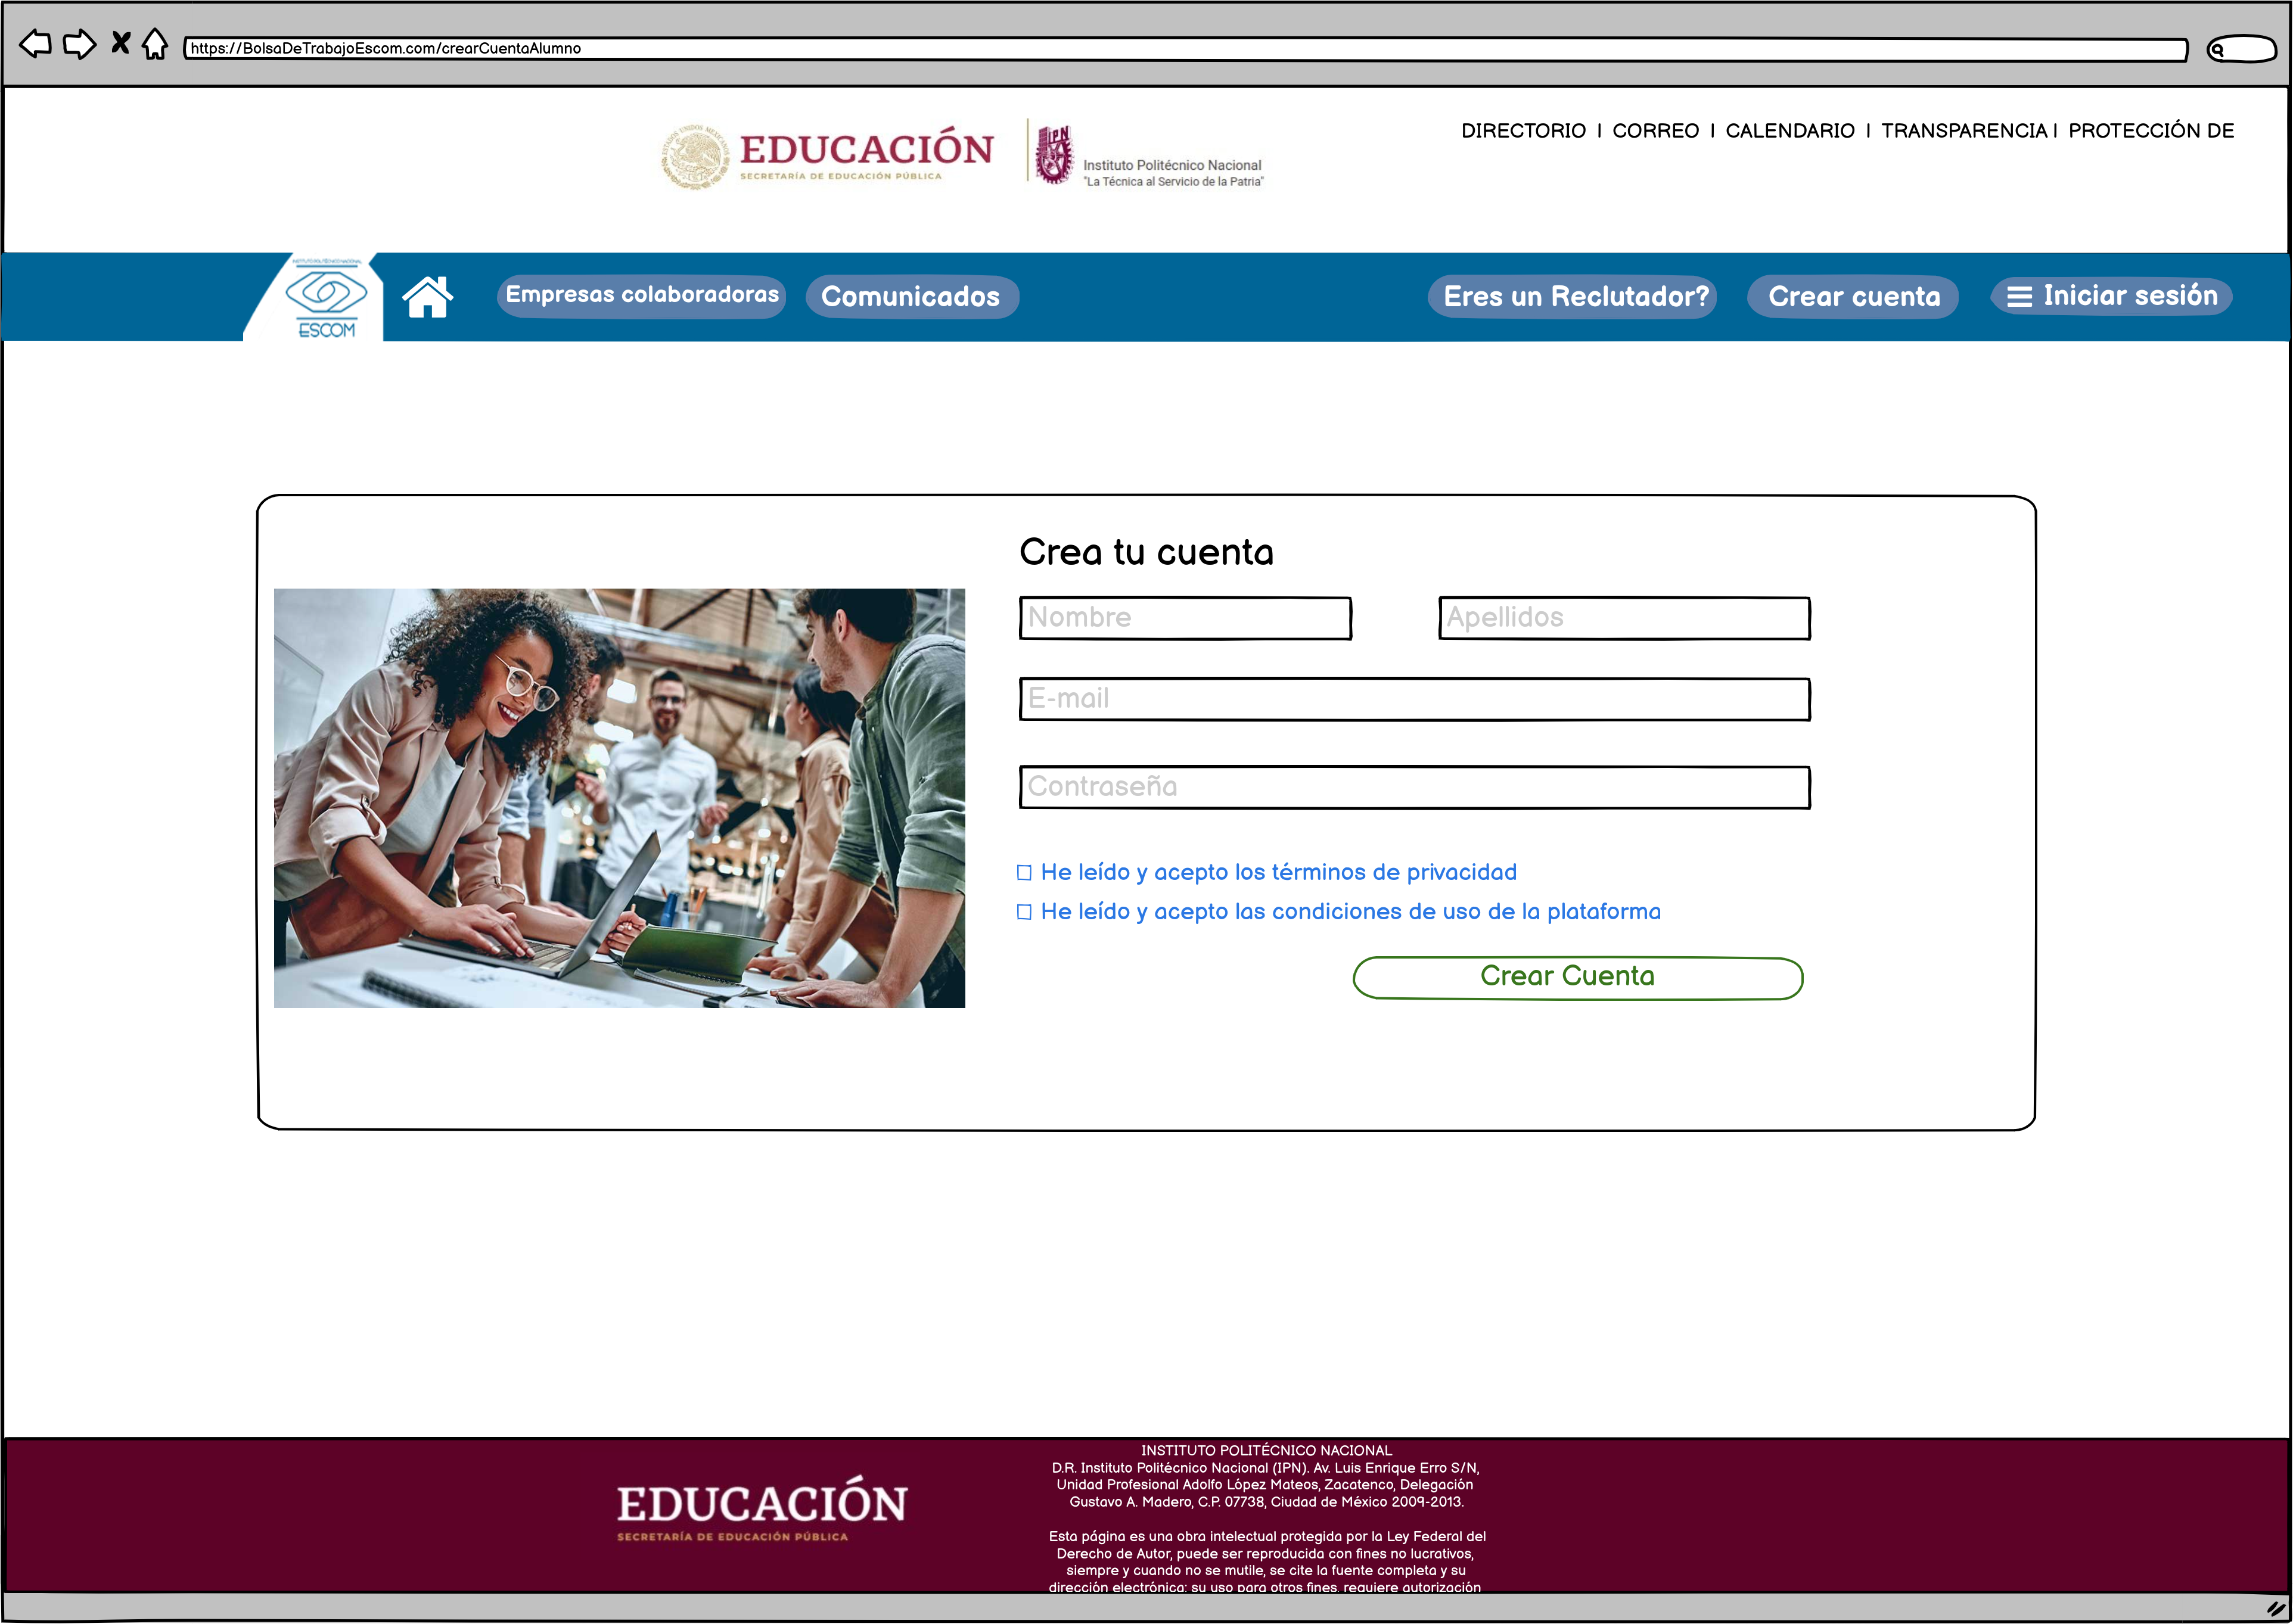 https://BolsaDeTrabajoEscom.com/crearCuentaAlumno
EDUCACIÓN
SECRETARÍA DE EDUCACIÓN PÚBLICA
IPN
Instituto Politécnico Nacional
"La Técnica al Servicio de la Patria"
DIRECTORIO I CORREO I CALENDARIO I TRANSPARENCIA I PROTECCIÓN DE
INSTITUTO POLITÉCNICO NACIONAL
ESCOM
Empresas colaboradoras
Comunicados
Eres un Reclutador?
Crear cuenta
Iniciar sesión
Crea tu cuenta
Nombre
Apellidos
E-mail
Contraseña
He leído y acepto los términos de privacidad
He leído y acepto las condiciones de uso de la plataforma
Crear Cuenta
EDUCACIÓN
SECRETARÍA DE EDUCACIÓN PÚBLICA
INSTITUTO POLITÉCNICO NACIONAL
D.R. Instituto Politécnico Nacional (IPN). Av. Luis Enrique Erro S/N,
Unidad Profesional Adolfo López Mateos, Zacatenco, Delegación
Gustavo A. Madero, C.P. 07738, Ciudad de México 2009-2013.
Esta página es una obra intelectual protegida por la Ley Federal del
Derecho de Autor, puede ser reproducida con fines no lucrativos,
siempre y cuando no se mutile, se cite la fuente completa y su
dirección electrónica; su uso para otros fines, requiere autorización